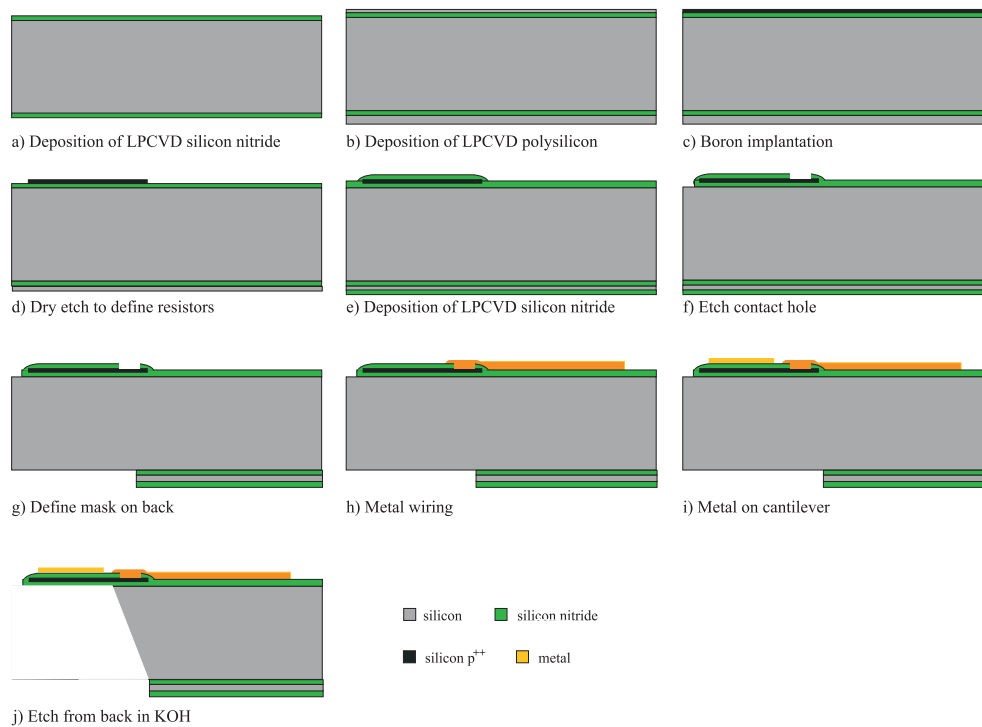 a) Deposition of LPCVD silicon nitride
b) Deposition of LPCVD polysilicon
c) Boron implantation
d) Dry etch to define resistors
e) Deposition of LPCVD silicon nitride
f) Etch contact hole
g) Define mask on back
h) Metal wiring
i) Metal on cantilever
j) Etch from back in KOH
silicon
silicon nitride
silicon p++
metal